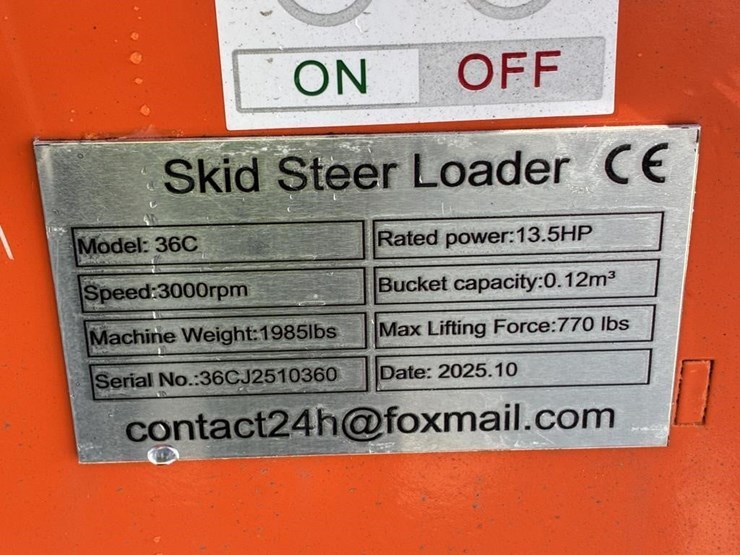 ON OFF
Skid Steer Loader CE
Model: 36C
Rated power:13.5HP
Speed:3000rpm
Bucket capacity:0.12m³
Machine Weight:1985lbs
Max Lifting Force:770 lbs
Serial No.:36CJ2510360
Date: 2025.10
contact24h@foxmail.com